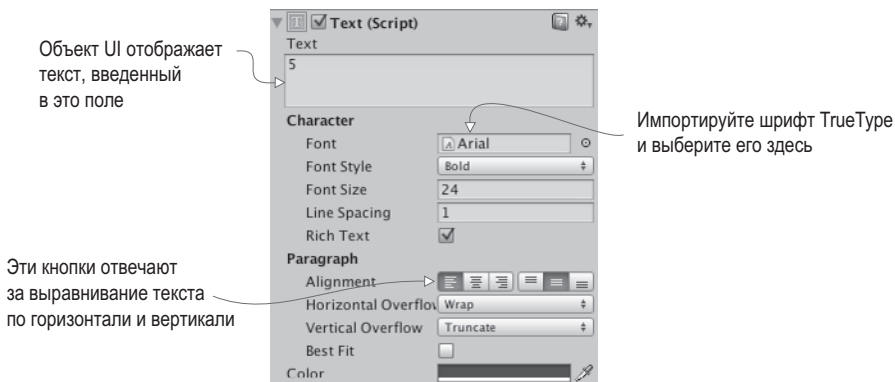 Text (Script)
Text
5
Объект UI отображает
текст, введенный
в это поле
Character
Font Arial
Импортируйте шрифт TrueType
и выберите его здесь
Font Style Bold
Font Size 24
Line Spacing 1
Rich Text
Paragraph
Эти кнопки отвечают
за выравнивание текста
по горизонтали и вертикали
Alignment
Horizontal Overflow Wrap
Vertical Overflow Truncate
Best Fit
Color